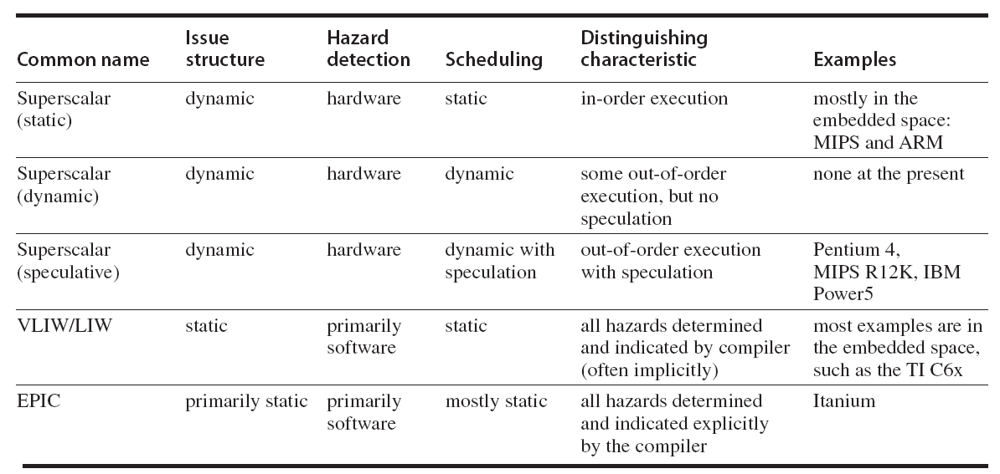 Common name Issue structure Hazard detection Scheduling Distinguishing characteristic Examples
Superscalar (static) dynamic hardware static in-order execution mostly in the embedded space: MIPS and ARM
Superscalar (dynamic) dynamic hardware dynamic some out-of-order execution, but no speculation none at the present
Superscalar (speculative) dynamic hardware dynamic with speculation out-of-order execution with speculation Pentium 4, MIPS R12K, IBM Power5
VLIW/LIW static primarily software static all hazards determined and indicated by compiler (often implicitly) most examples are in the embedded space, such as the TI C6x
EPIC primarily static primarily software mostly static all hazards determined and indicated explicitly by the compiler Itanium